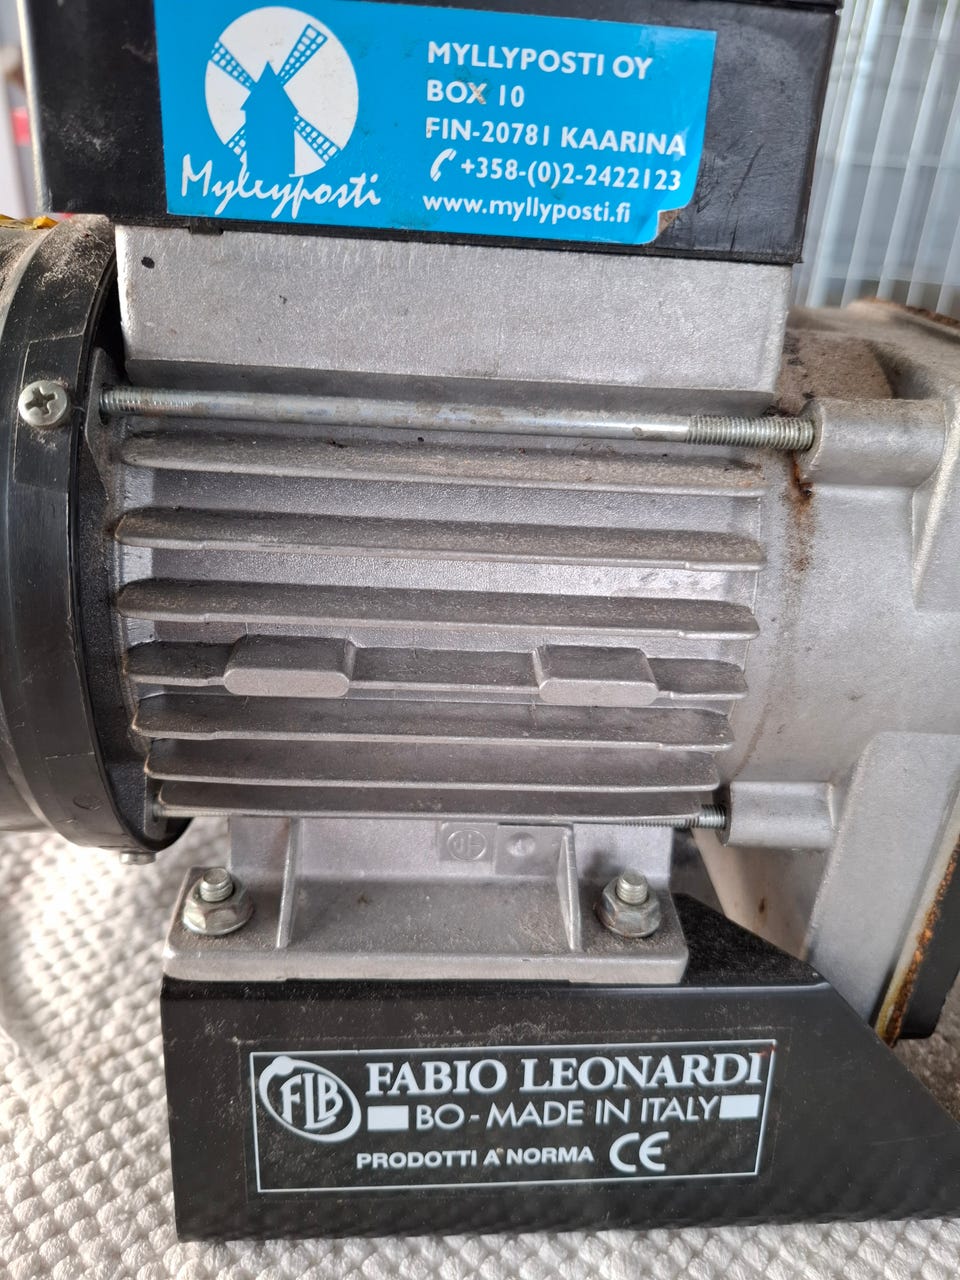 MYLLYPOSTI OY
BOX 10
FIN-20781 KAARINA
+358-(0)2-2422123
www.myllyposti.fi
Myllyposti
FLB
FABIO LEONARDI
BO - MADE IN ITALY
PRODOTTI A NORMA CE